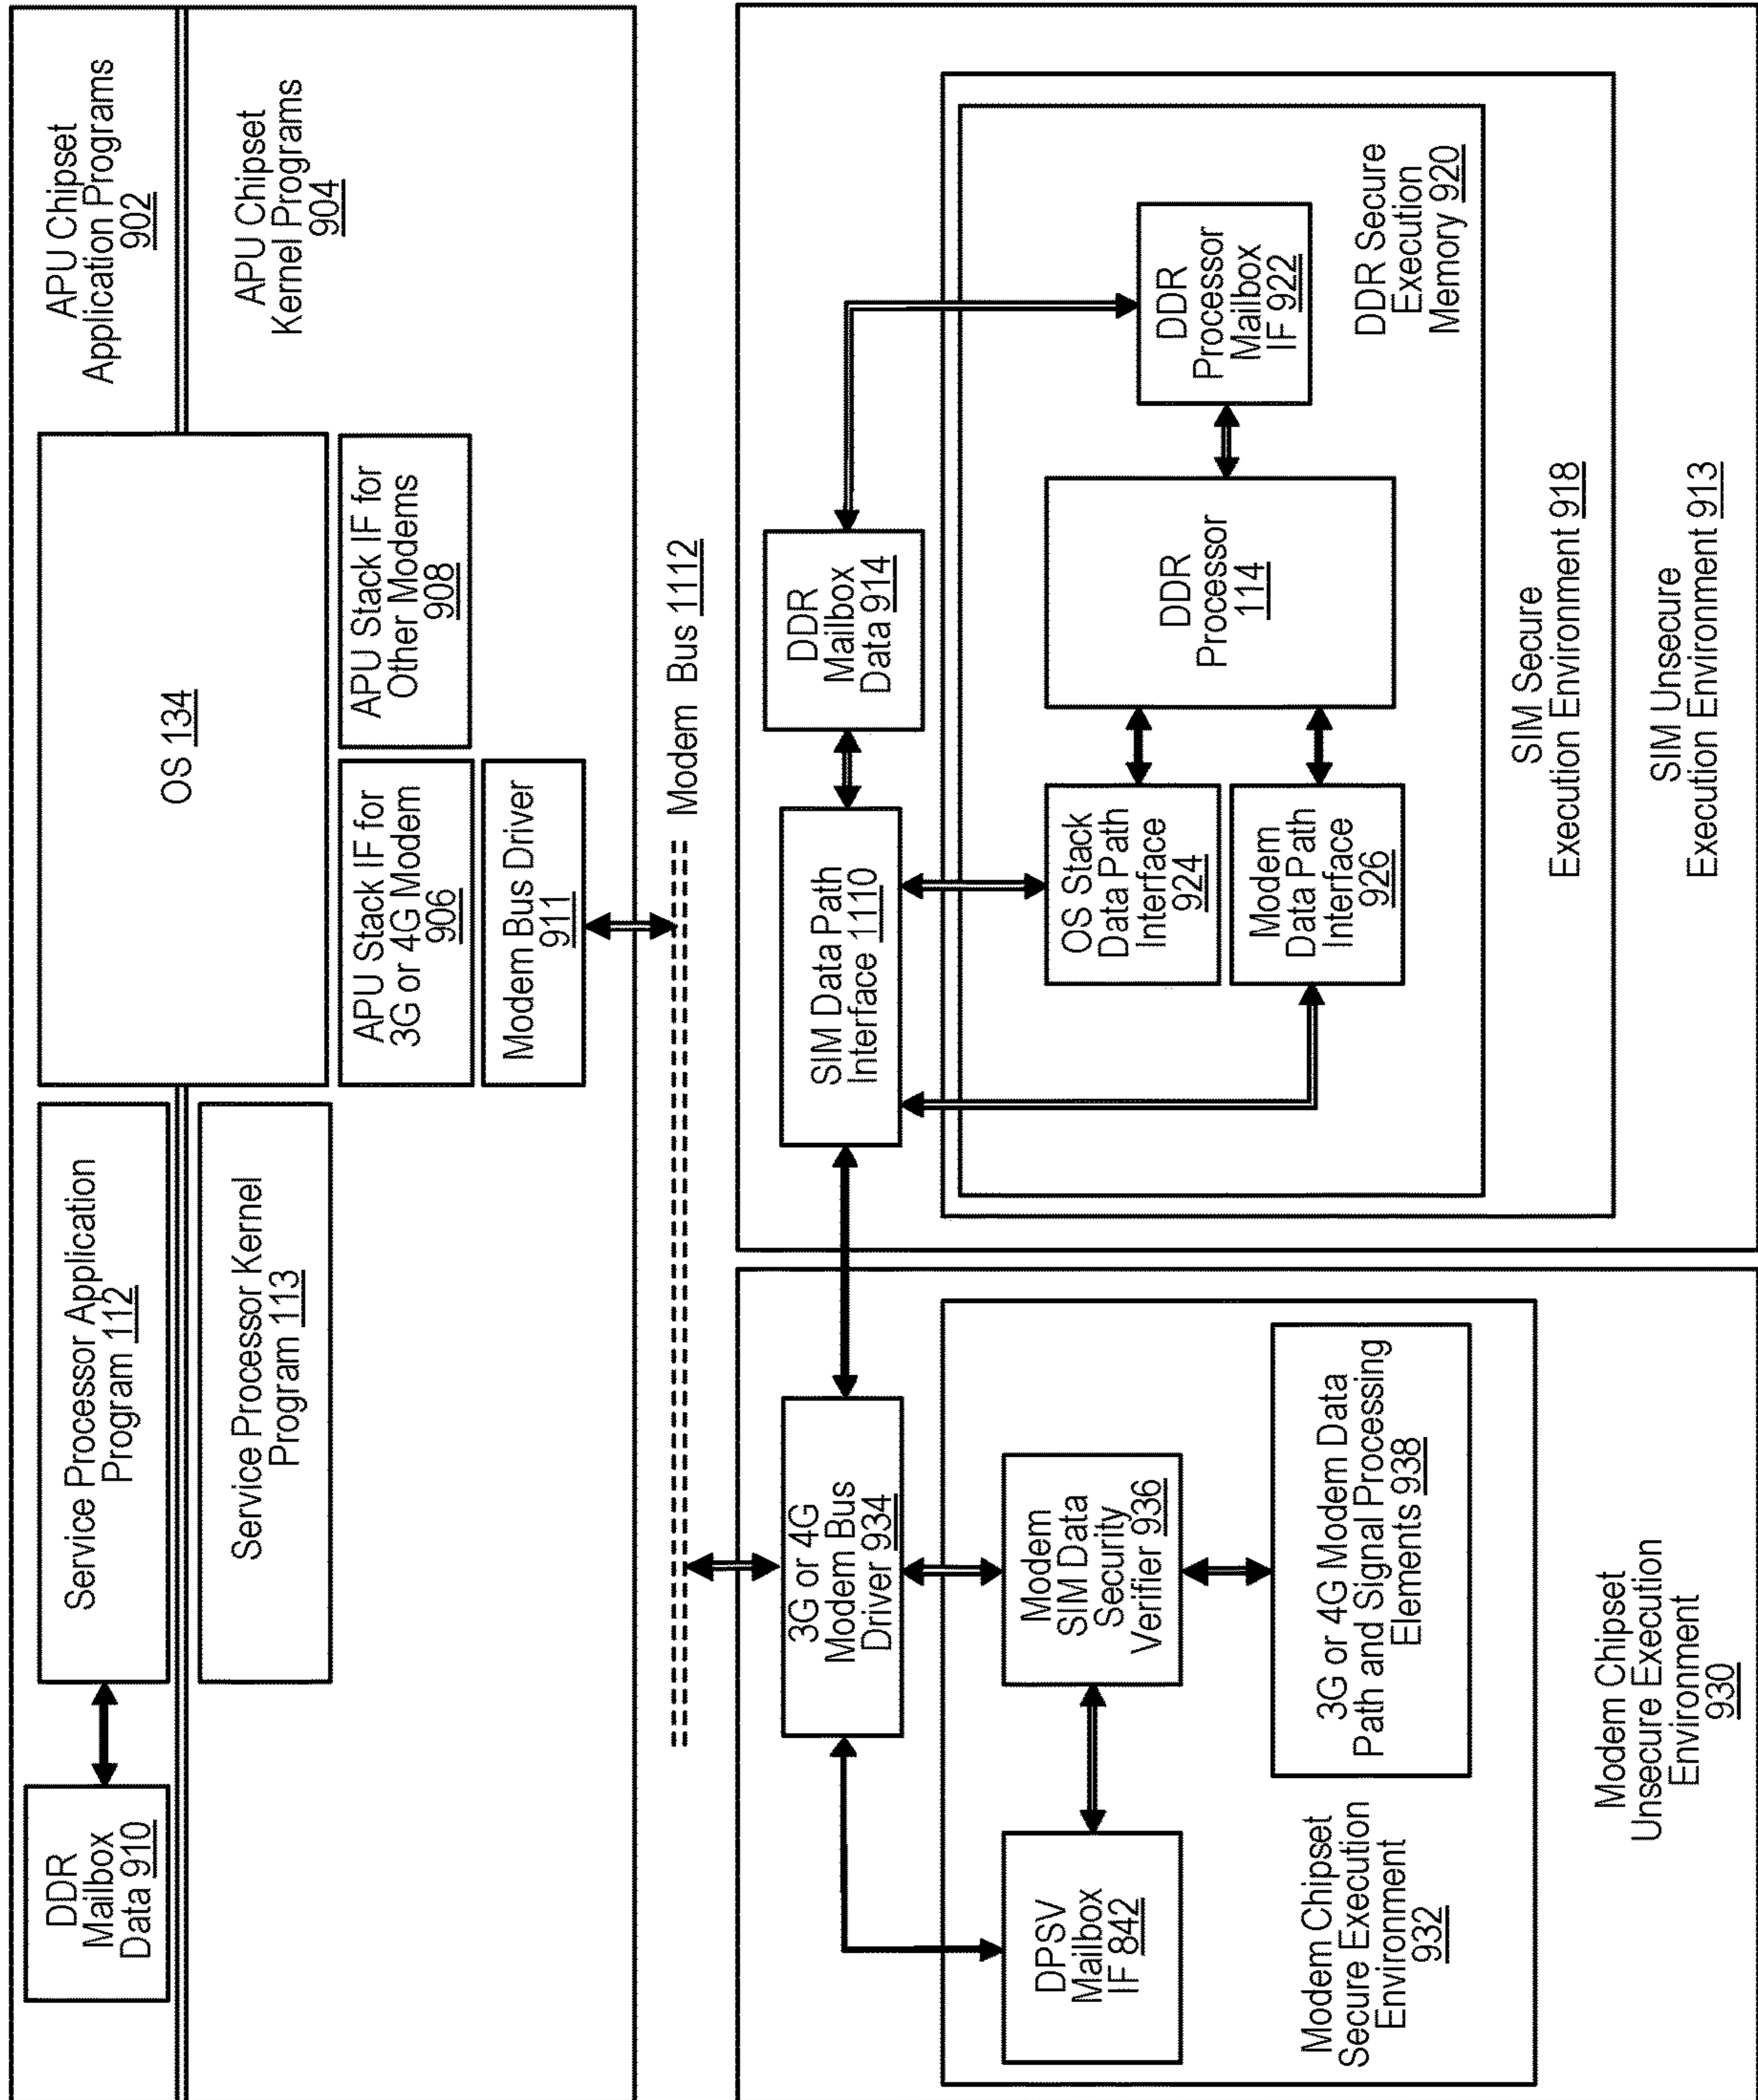 DDR
Mailbox
Data 910
Service Processor Application
Program 112
Service Processor Kernel
Program 113
OS 134
APU Stack IF for
3G or 4G Modem
906
APU Stack IF for
Other Modems
908
Modem Bus Driver
911
APU Chipset
Application Programs
902
APU Chipset
Kernel Programs
904
Modem Bus 1112
3G or 4G
Modem Bus
Driver 934
DPSV
Mailbox
IF 842
Modem
SIM Data
Security
Verifier 936
3G or 4G Modem Data
Path and Signal Processing
Elements 938
Modem Chipset
Secure Execution
Environment
932
Modem Chipset
Unsecure Execution
Environment
930
SIM Data Path
Interface 1110
DDR
Mailbox
Data 914
OS Stack
Data Path
Interface
924
Modem
Data Path
Interface
926
DDR
Processor
114
DDR
Processor
Mailbox
IF 922
DDR Secure
Execution
Memory 920
SIM Secure
Execution Environment 918
SIM Unsecure
Execution Environment 913